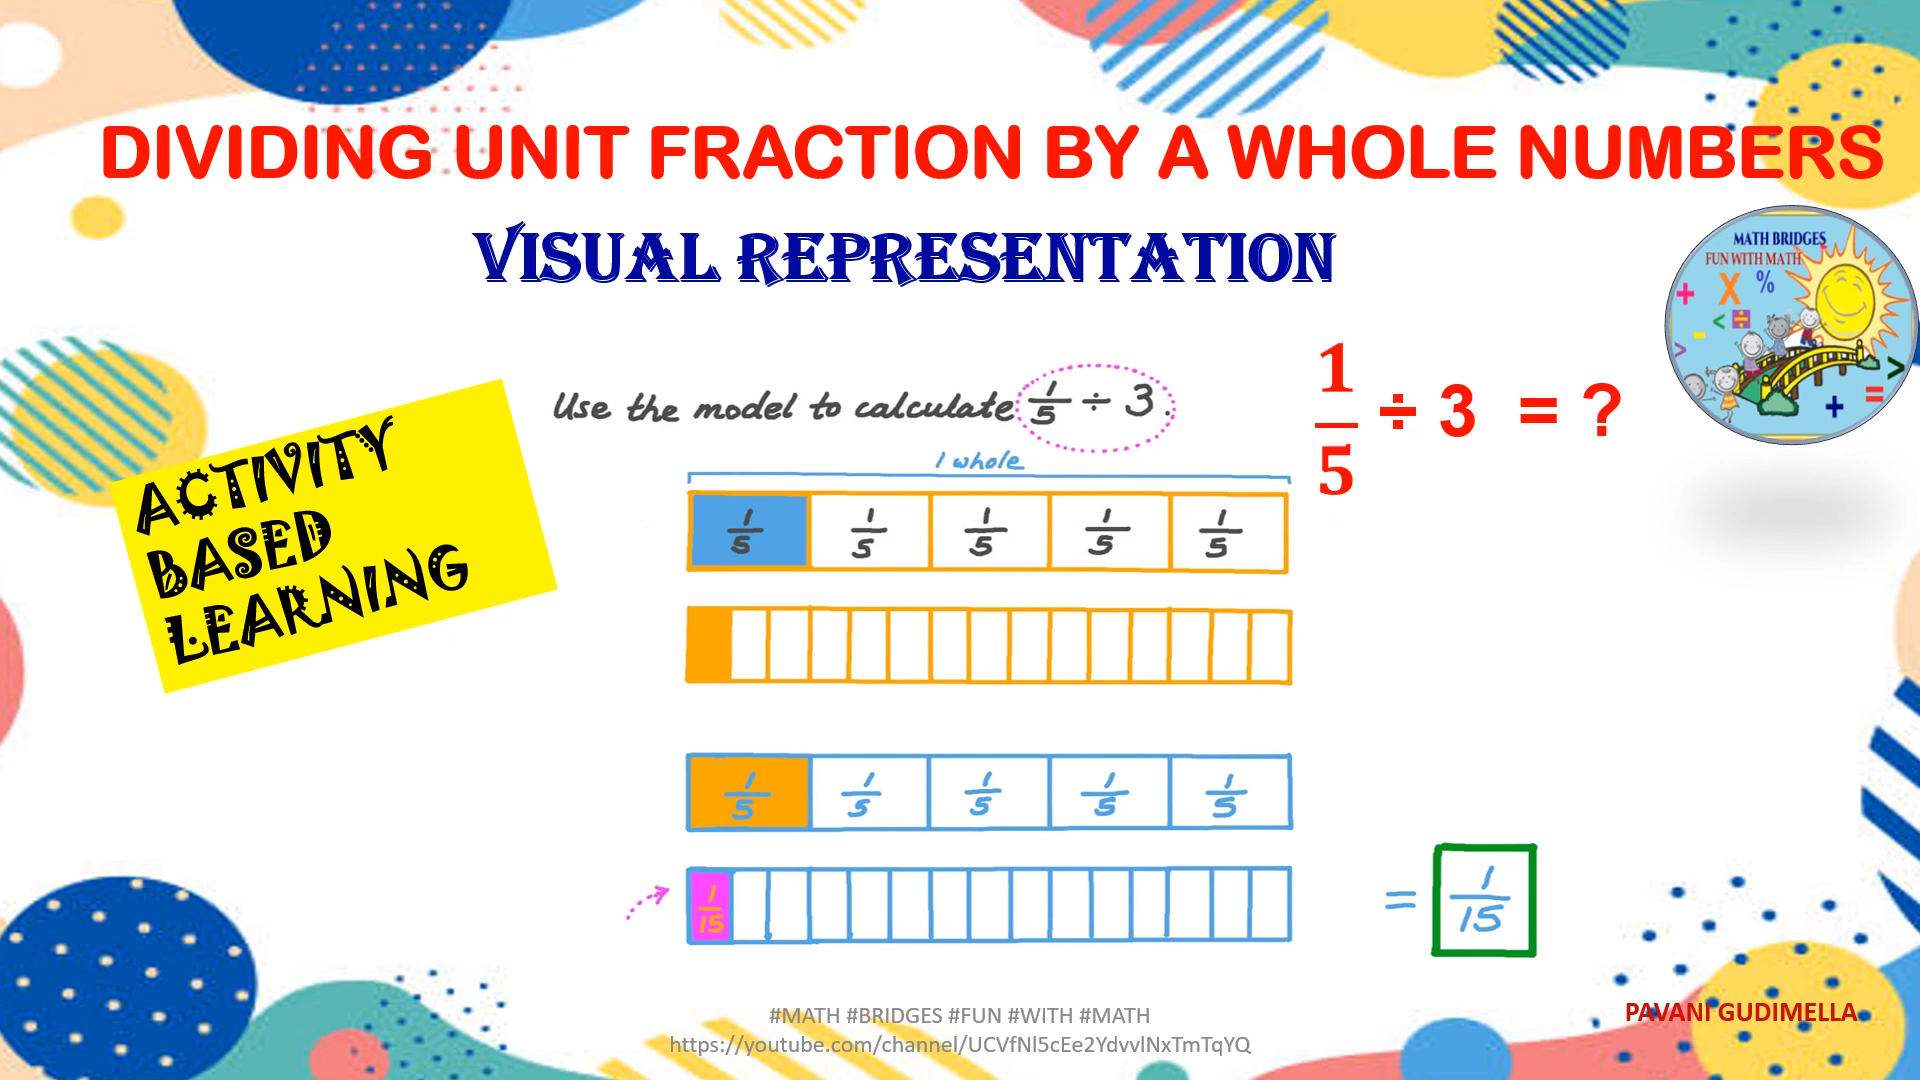 DIVIDING UNIT FRACTION BY A WHOLE NUMBERS
VISUAL REPRESENTATION
MATH BRIDGES
FUN WITH MATH
+ X %
< ÷
-
>
>
=
+
ACTIVITY
BASED
LEARNING
Use the model to calculate 1/5 ÷ 3.
1/5 ÷ 3 = ?
1 whole
1/5 1/5 1/5 1/5 1/5
1/5 1/5 1/5 1/5 1/5
1/15
= 1/15
#MATH #BRIDGES #FUN #WITH #MATH
https://youtube.com/channel/UCVfNl5cEe2YdvvlNxTmTqYQ
PAVANI GUDIMELLA